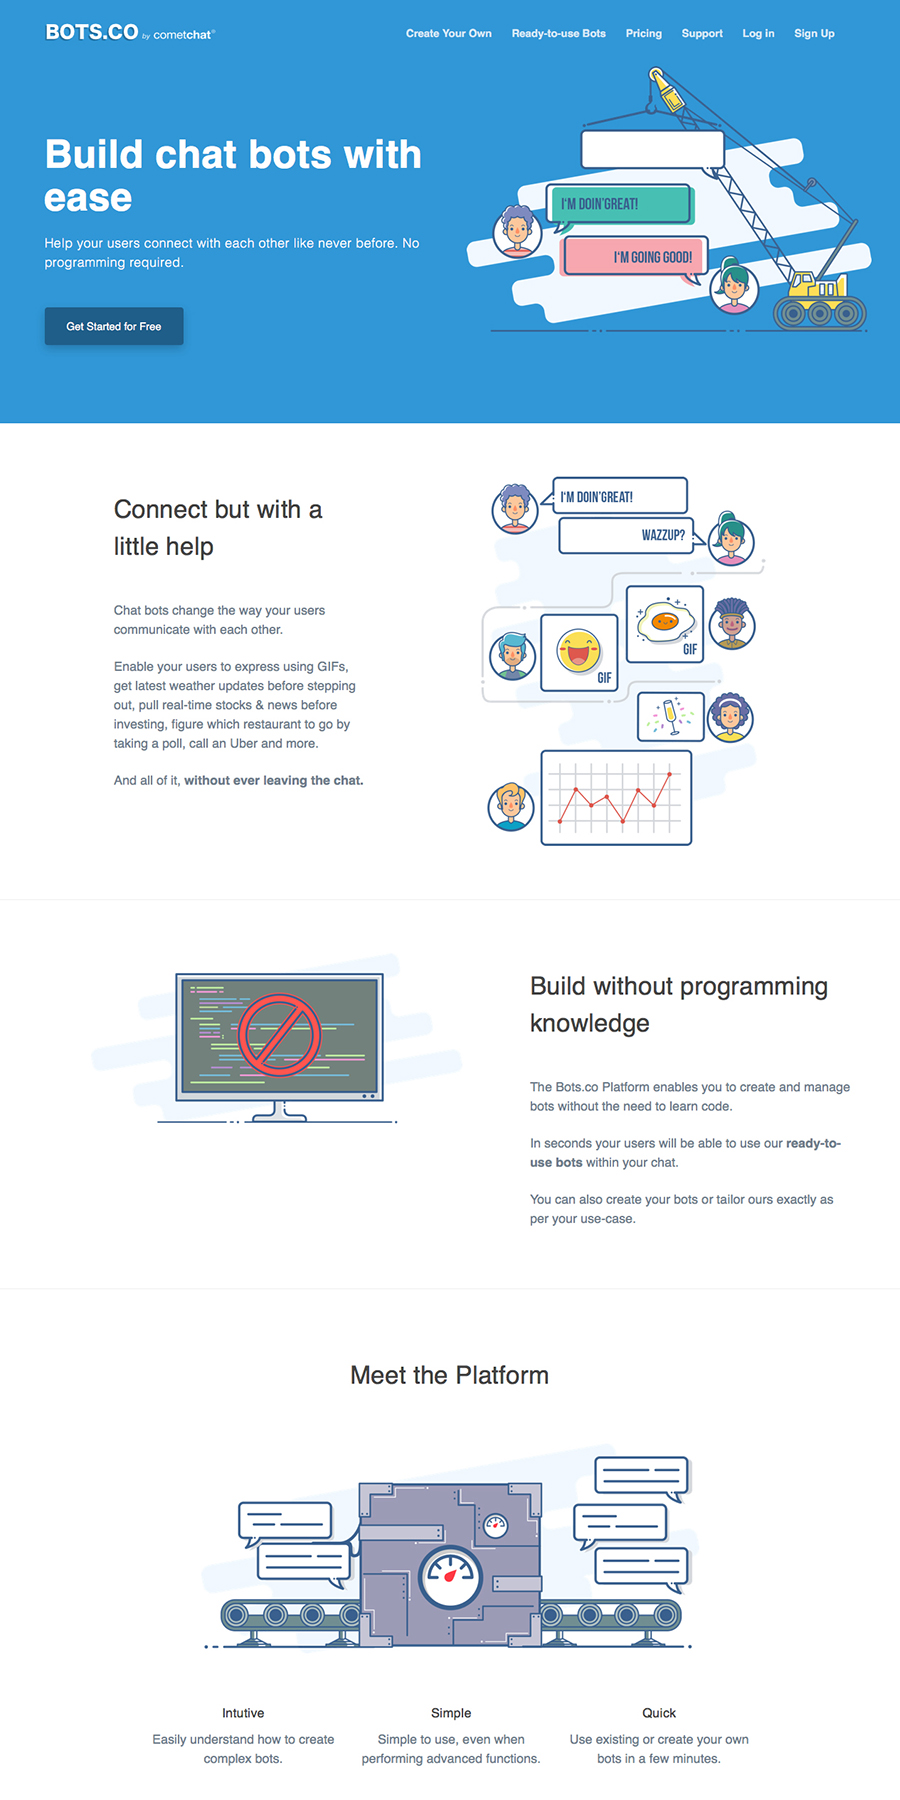 BOTS.CO by cometchat®
Create Your Own Ready-to-use Bots Pricing Support Log in Sign Up
Build chat bots with
ease
Help your users connect with each other like never before. No
programming required.
Get Started for Free
I'M DOIN'GREAT!
I'M GOING GOOD!
Connect but with a
little help
Chat bots change the way your users
communicate with each other.
Enable your users to express using GIFs,
get latest weather updates before stepping
out, pull real-time stocks & news before
investing, figure which restaurant to go by
taking a poll, call an Uber and more.
And all of it, without ever leaving the chat.
I'M DOIN'GREAT!
WAZZUP?
GIF
GIF
Build without programming
knowledge
The Bots.co Platform enables you to create and manage
bots without the need to learn code.
In seconds your users will be able to use our ready-to-
use bots within your chat.
You can also create your bots or tailor ours exactly as
per your use-case.
Meet the Platform
Intutive
Easily understand how to create
complex bots.
Simple
Simple to use, even when
performing advanced functions.
Quick
Use existing or create your own
bots in a few minutes.